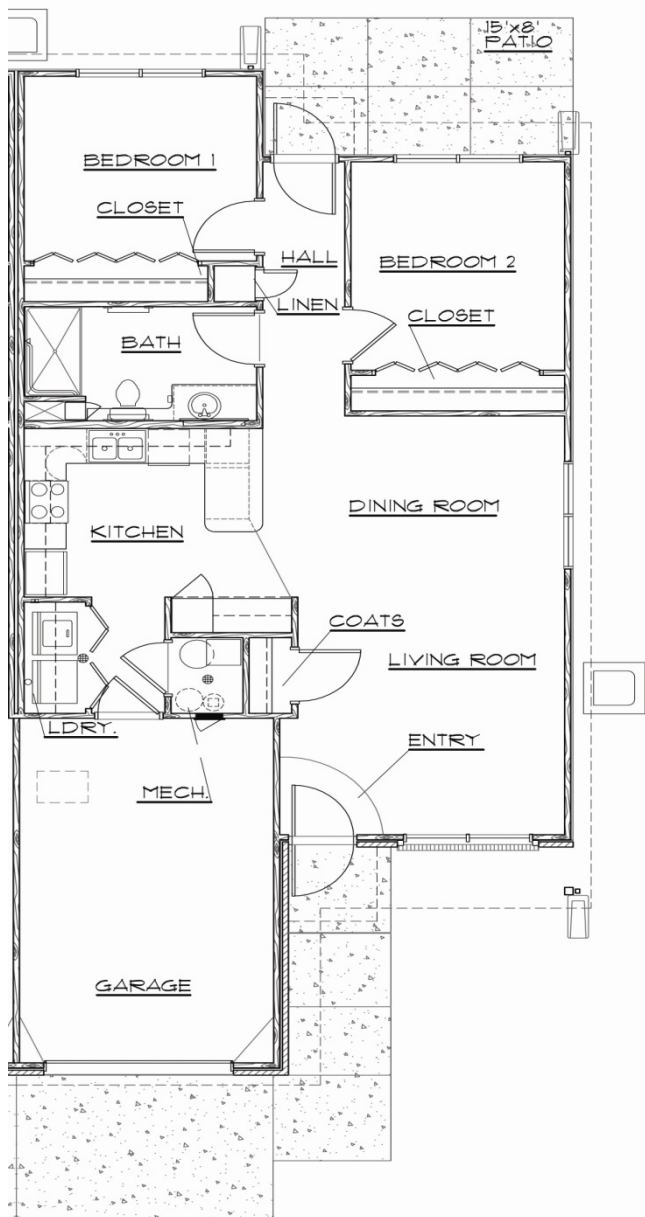 15'x8'
PATIO
BEDROOM 1
CLOSET
HALL
BEDROOM 2
LINEN
CLOSET
BATH
DINING ROOM
KITCHEN
COATS
LIVING ROOM
LDRY.
ENTRY
MECH.
GARAGE